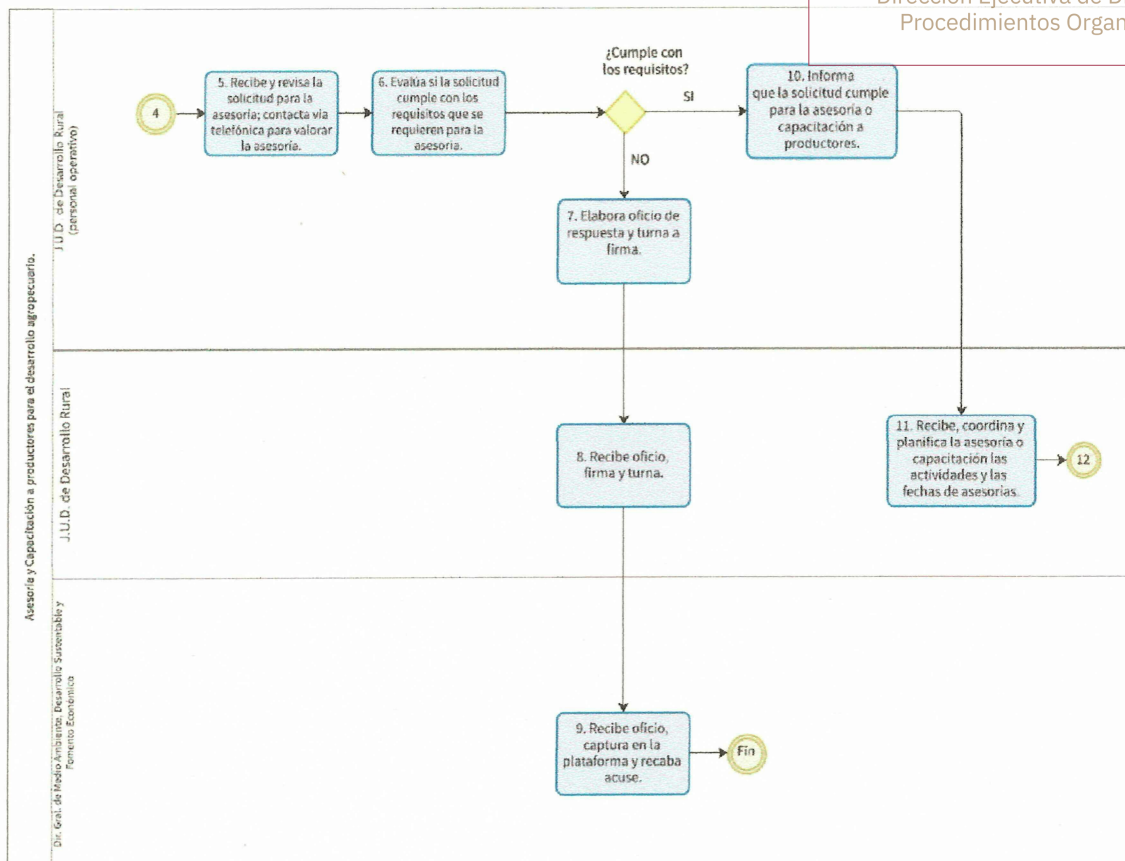 Dirección Ejecutiva de D
Procedimientos Organ
Asesoría y Capacitación a productores para el desarrollo agropecuario.
J.U.D. de Desarrollo Rural
(personal operativo)
4
5. Recibe y revisa la
solicitud para la
asesoría; contacta vía
telefónica para valorar
la asesoría.
6. Evalúa si la solicitud
cumple con los
requisitos que se
requieren para la
asesoría.
¿Cumple con
los requisitos?
SI
NO
10. Informa
que la solicitud cumple
para la asesoría o
capacitación a
productores.
7. Elabora oficio de
respuesta y turna a
firma.
J.U.D. de Desarrollo Rural
8. Recibe oficio,
firma y turna.
11. Recibe, coordina y
planifica la asesoría o
capacitación las
actividades y las
fechas de asesorías.
12
Dir. Gral. de Medio Ambiente, Desarrollo Sustentable y
Fomento Económico
9. Recibe oficio,
captura en la
plataforma y recaba
acuse.
Fin